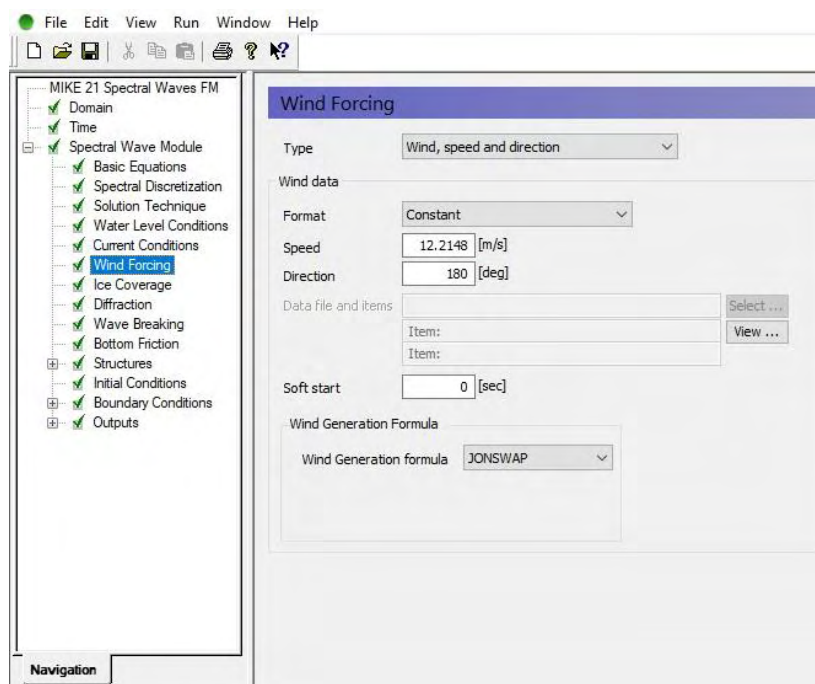 File Edit View Run Window Help
MIKE 21 Spectral Waves FM
Domain
Time
Spectral Wave Module
Basic Equations
Spectral Discretization
Solution Technique
Water Level Conditions
Current Conditions
Wind Forcing
Ice Coverage
Diffraction
Wave Breaking
Bottom Friction
Structures
Initial Conditions
Boundary Conditions
Outputs
Navigation
Wind Forcing
Type Wind, speed and direction
Wind data
Format Constant
Speed 12.2148 [m/s]
Direction 180 [deg]
Data file and items Select ...
Item: View ...
Item:
Soft start 0 [sec]
Wind Generation Formula
Wind Generation formula JONSWAP